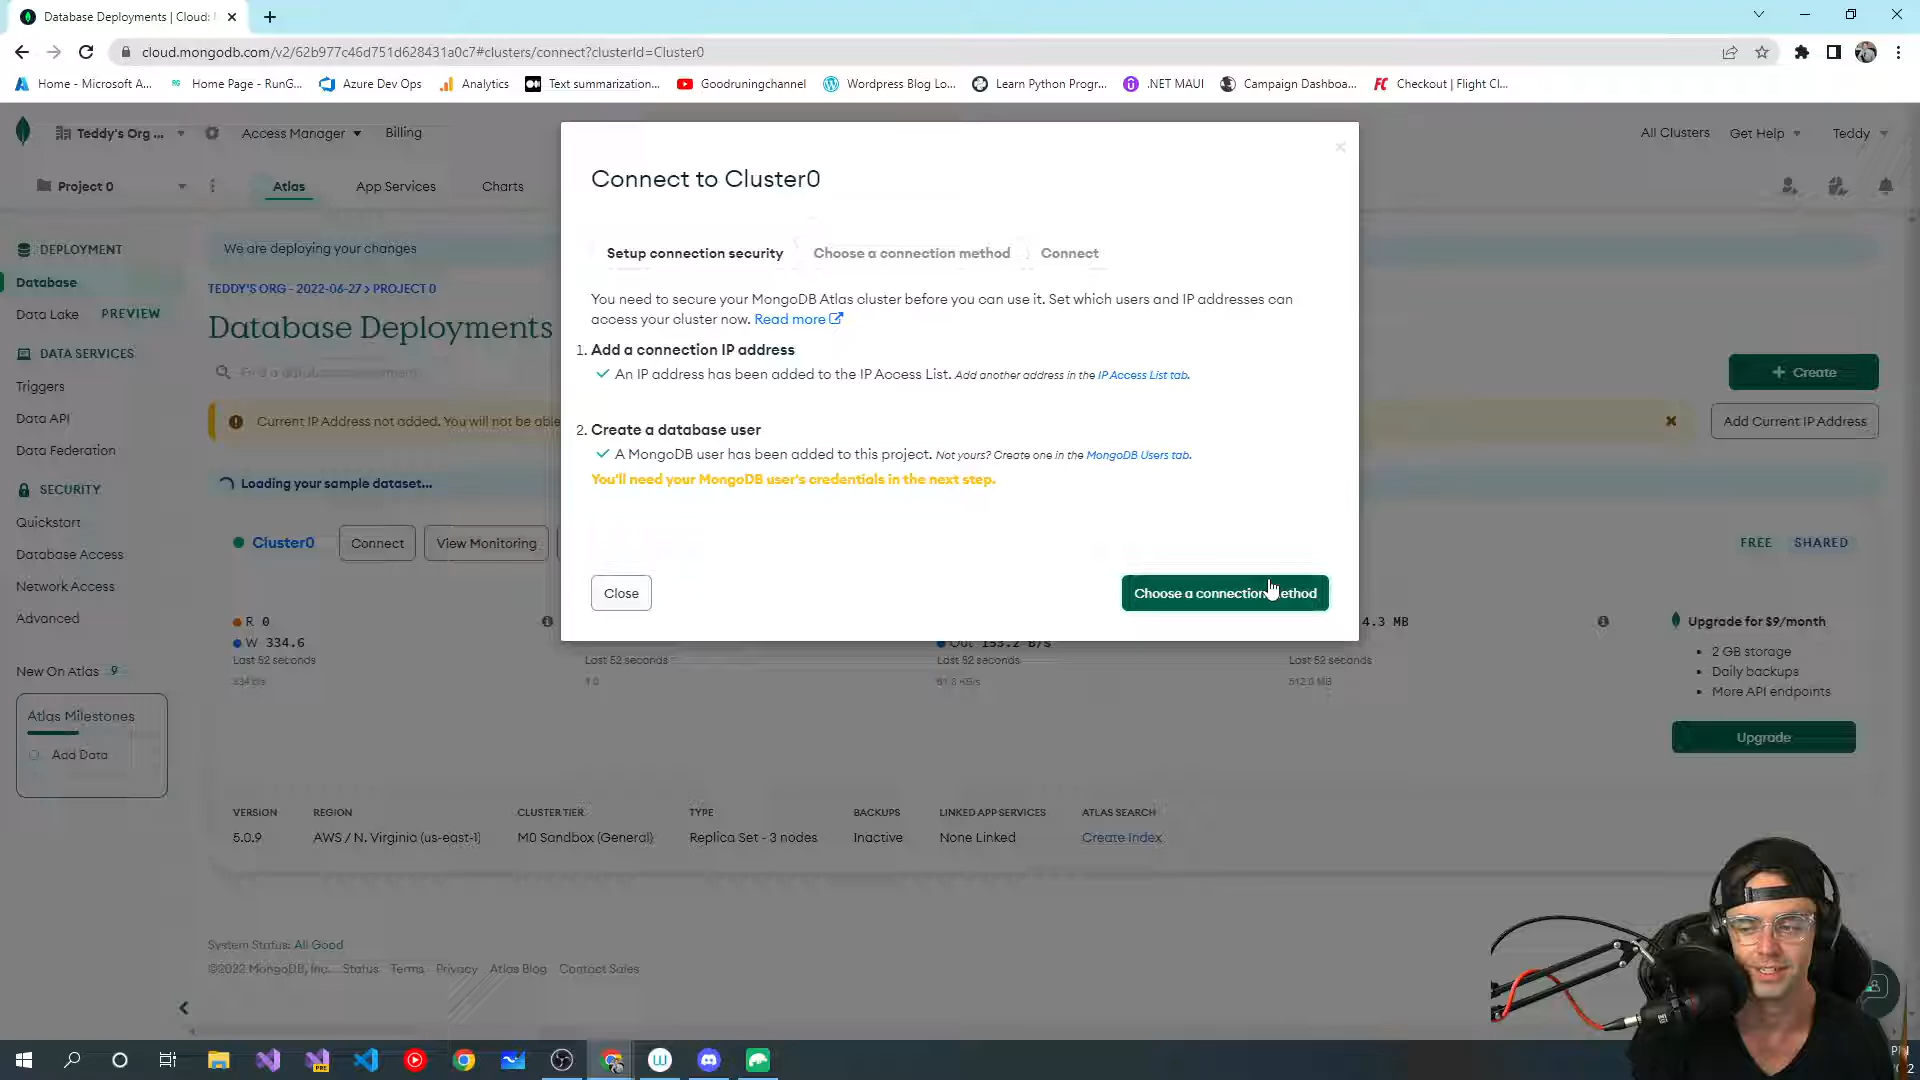 Database Deployments | Cloud:
cloud.mongodb.com/v2/62b977c46d751d628431a0c7#clusters/connect?clusterId=Cluster0
Home - Microsoft A...
Home Page - RunG...
Azure Dev Ops
Analytics
Text summarization...
Goodruningchannel
Wordpress Blog Lo...
Learn Python Progr...
.NET MAUI
Campaign Dashboa...
Checkout | Flight Cl...
Teddy's Org ...
Access Manager
Billing
All Clusters
Get Help
Teddy
Project 0
Atlas
App Services
Charts
DEPLOYMENT
Database
Data Lake PREVIEW
DATA SERVICES
Triggers
Data API
Data Federation
SECURITY
Quickstart
Database Access
Network Access
Advanced
New On Atlas 9
Atlas Milestones
Add Data
We are deploying your changes
TEDDY'S ORG - 2022-06-27 > PROJECT 0
Database Deployments
Find a database deployment...
+ Create
Current IP Address not added. You will not be able
Add Current IP Address
Loading your sample dataset...
Connect to Cluster0
Setup connection security
Choose a connection method
Connect
You need to secure your MongoDB Atlas cluster before you can use it. Set which users and IP addresses can
access your cluster now. Read more
1. Add a connection IP address
An IP address has been added to the IP Access List. Add another address in the IP Access List tab.
2. Create a database user
A MongoDB user has been added to this project. Not yours? Create one in the MongoDB Users tab.
You'll need your MongoDB user's credentials in the next step.
Close
Choose a connection method
Cluster0
Connect
View Monitoring
FREE
SHARED
R 0
W 334.6
Last 52 seconds
334 B/s
Last 52 seconds
1.0
Out 153.2 B/s
Last 52 seconds
4.3 MB
Last 52 seconds
512.0 MB
Upgrade for $9/month
• 2 GB storage
• Daily backups
• More API endpoints
Upgrade
VERSION
5.0.9
REGION
AWS / N. Virginia (us-east-1)
CLUSTER TIER
M0 Sandbox (General)
TYPE
Replica Set - 3 nodes
BACKUPS
Inactive
LINKED APP SERVICES
None Linked
ATLAS SEARCH
Create Index
System Status: All Good
©2022 MongoDB, Inc.
Status
Terms
Privacy
Atlas Blog
Contact Sales